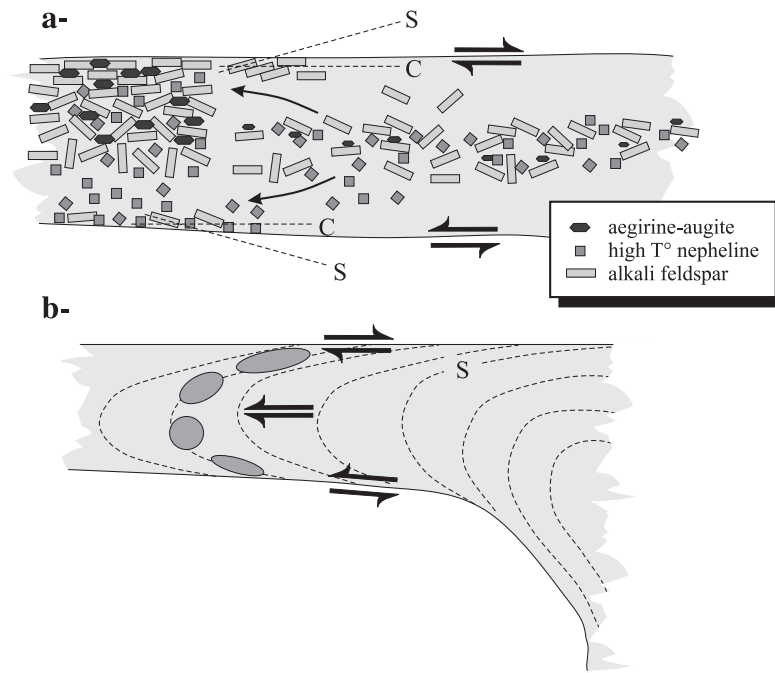 a-
S
C
C
S
aegirine-augite
high T° nepheline
alkali feldspar
b-
S